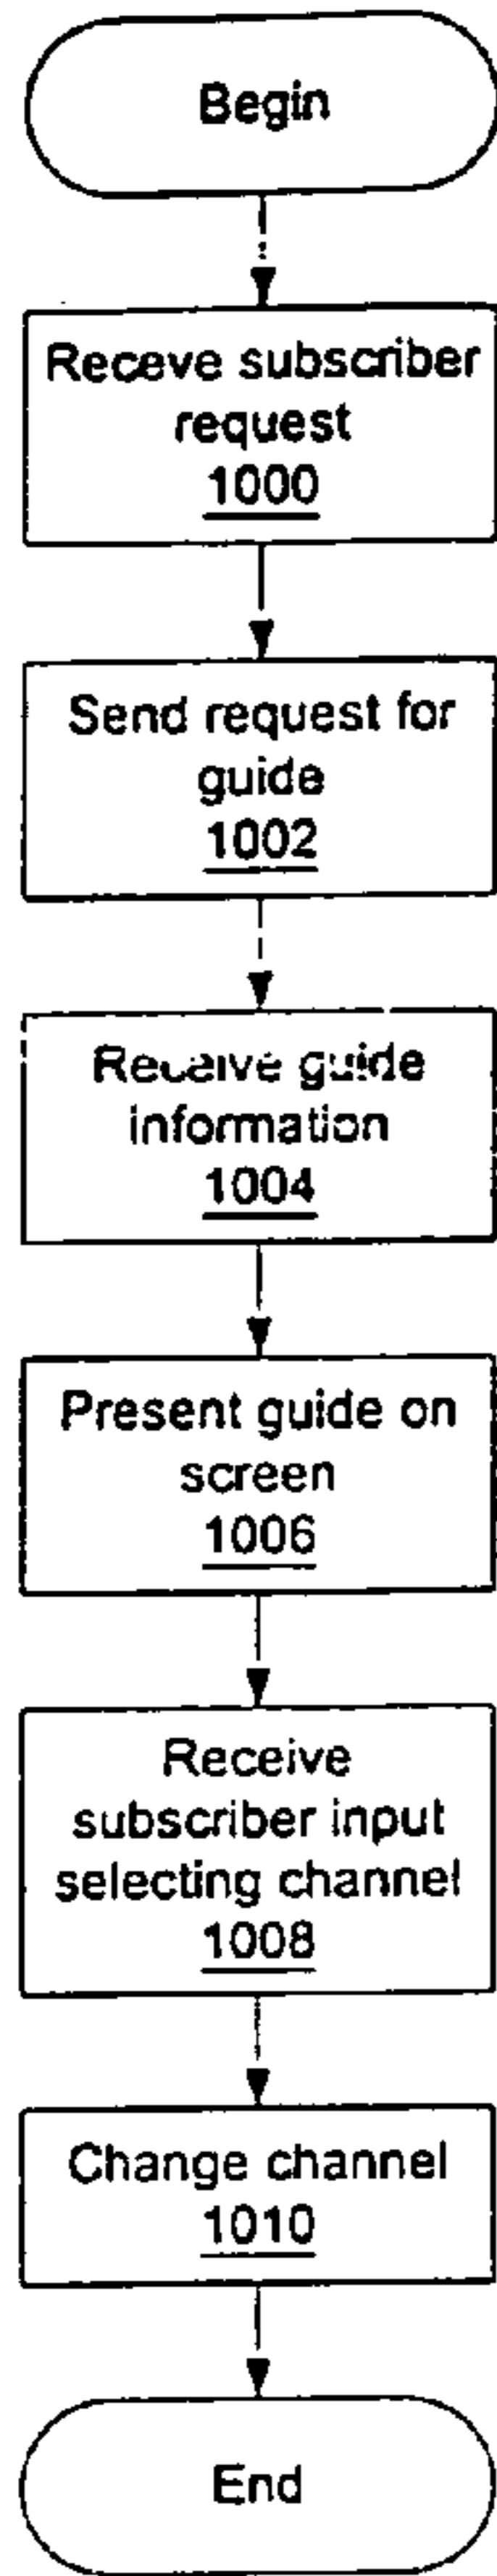 Begin
Receve subscriber
request
1000
Send request for
guide
1002
Receive guide
information
1004
Present guide on
screen
1006
Receive
subscriber input
selecting channel
1008
Change channel
1010
End